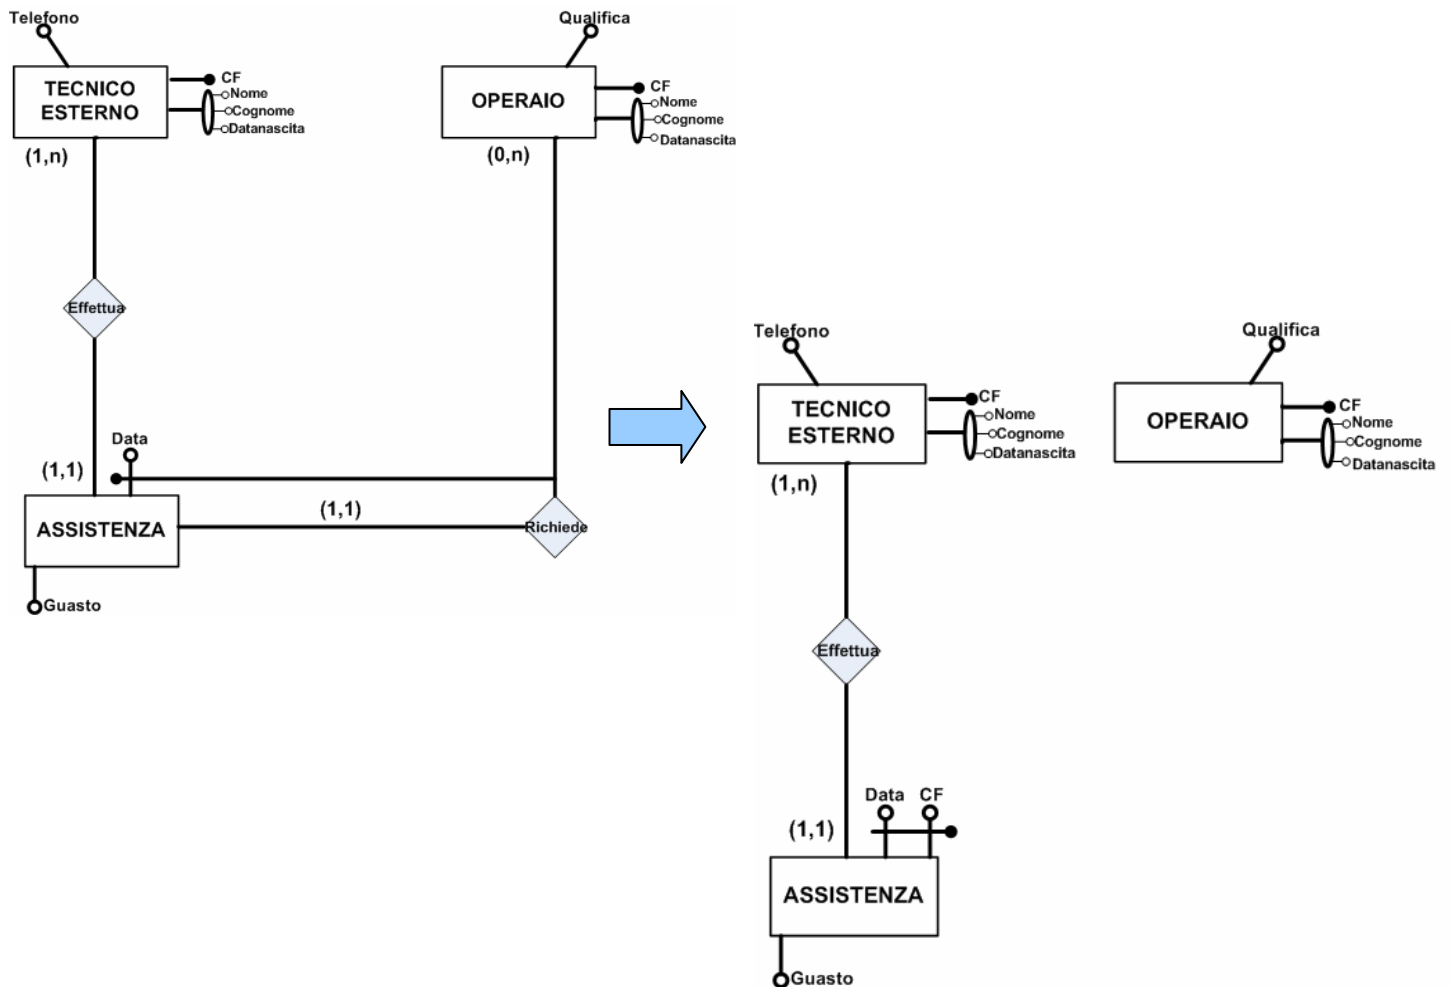 Telefono
TECNICO
ESTERNO
CF
Nome
Cognome
Datanascita
(1,n)
Qualifica
OPERAIO
CF
Nome
Cognome
Datanascita
(0,n)
Effettua
Data
(1,1)
ASSISTENZA
(1,1)
Richiede
Guasto
Telefono
TECNICO
ESTERNO
CF
Nome
Cognome
Datanascita
(1,n)
Qualifica
OPERAIO
CF
Nome
Cognome
Datanascita
Effettua
Data CF
(1,1)
ASSISTENZA
Guasto